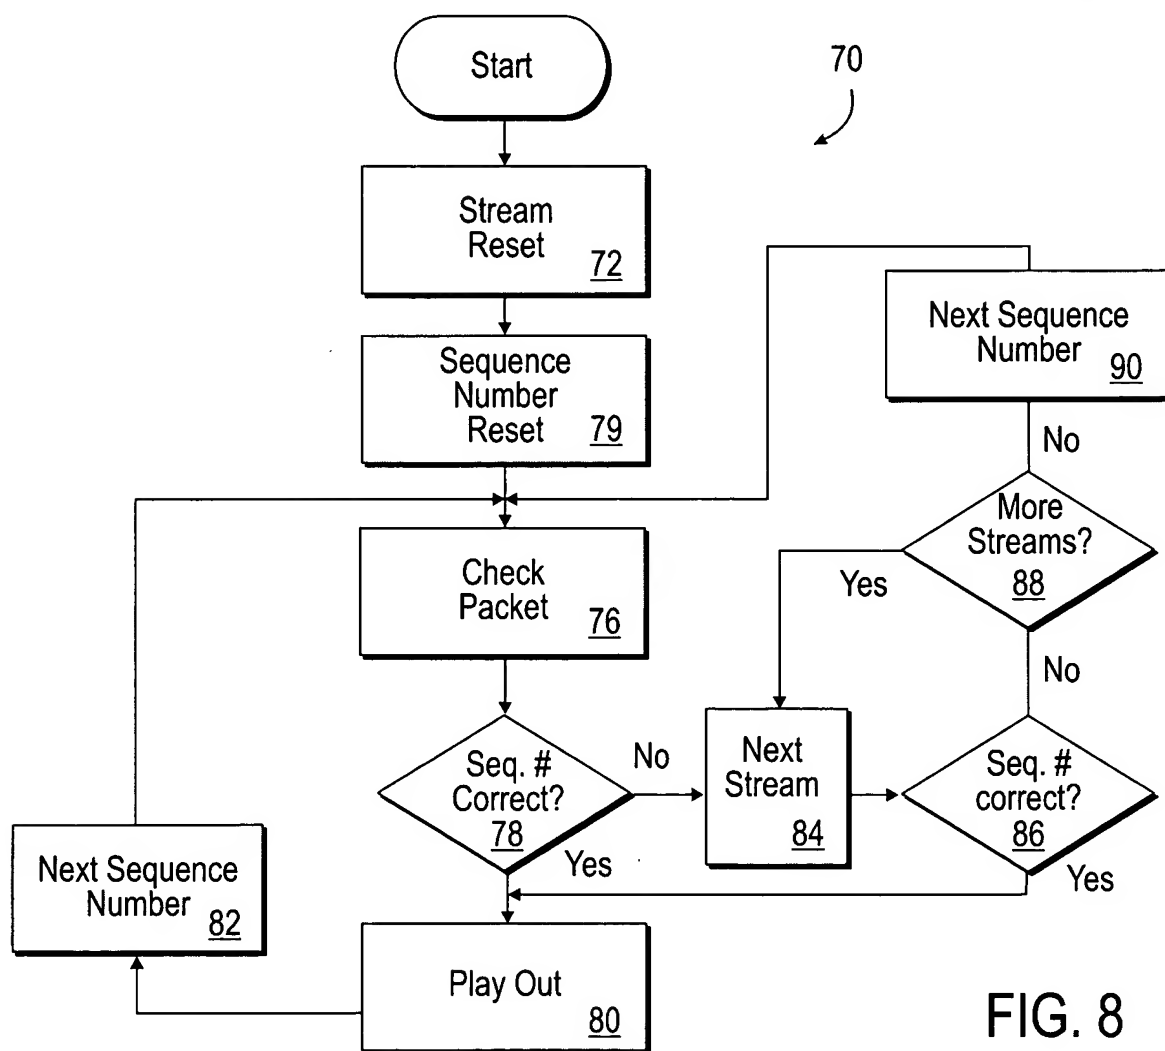 Start
70
Stream
Reset
72
Sequence
Number
Reset
79
Next Sequence
Number
90
No
More
Streams?
88
Yes
Check
Packet
76
No
Seq. #
Correct?
78
No
Yes
Next
Stream
84
Seq. #
correct?
86
Yes
Next Sequence
Number
82
Play Out
80
FIG. 8